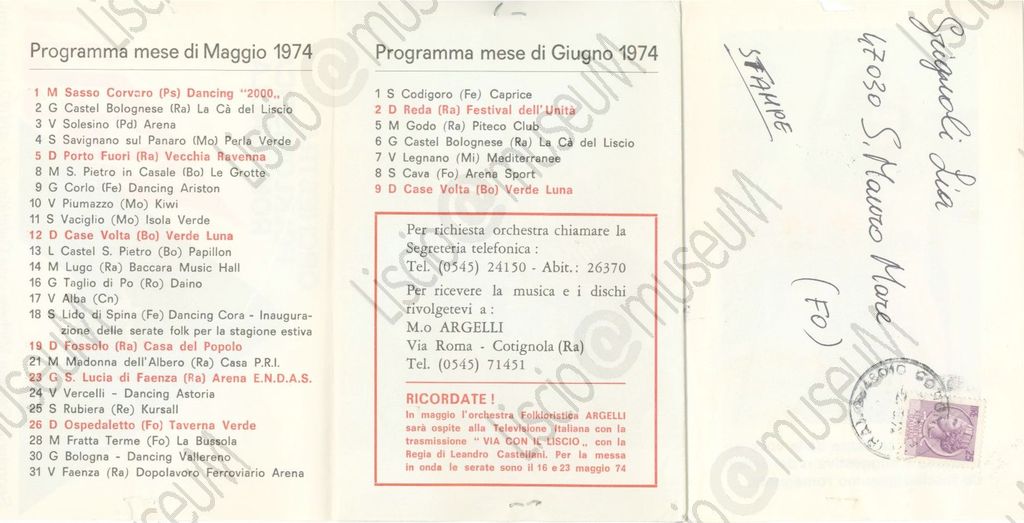 Programma mese di Maggio 1974
1 M Sasso Corvaro (Ps) Dancing "2000„
2 G Castel Bolognese (Ra) La Cà del Liscio
3 V Solesino (Pd) Arena
4 S Savignano sul Panaro (Mo) Perla Verde
5 D Porto Fuori (Ra) Vecchia Ravenna
8 M S. Pietro in Casale (Bo) Le Grotte
9 G Corlo (Fe) Dancing Ariston
10 V Piumazzo (Mo) Kiwi
11 S Vaciglio (Mo) Isola Verde
12 D Case Volta (Bo) Verde Luna
13 L Castel S. Pietro (Bo) Papillon
14 M Lugo (Ra) Baccara Music Hall
16 G Taglio di Po (Ro) Daino
17 V Alba (Cn)
18 S Lido di Spina (Fe) Dancing Cora - Inaugura-
zione delle serate folk per la stagione estiva
19 D Fossolo (Ra) Casa del Popolo
21 M Madonna dell'Albero (Ra) Casa P.R.I.
23 G S. Lucia di Faenza (Ra) Arena E.N.D.A.S.
24 V Vercelli - Dancing Astoria
25 S Rubiera (Re) Kursall
26 D Ospedaletto (Fo) Taverna Verde
28 M Fratta Terme (Fo) La Bussola
30 G Bologna - Dancing Vallereno
31 V Faenza (Ra) Dopolavoro Ferroviario Arena
Programma mese di Giugno 1974
1 S Codigoro (Fe) Caprice
2 D Reda (Ra) Festival dell'Unità
5 M Godo (Ra) Piteco Club
6 G Castel Bolognese (Ra) La Cà del Liscio
7 V Legnano (Mi) Mediterranee
8 S Cava (Fo) Arena Sport
9 D Case Volta (Bo) Verde Luna
Per richiesta orchestra chiamare la
Segreteria telefonica :
Tel. (0545) 24150 - Abit.: 26370
Per ricevere la musica e i dischi
rivolgetevi a :
M.o ARGELLI
Via Roma - Cotignola (Ra)
Tel. (0545) 71451
RICORDATE !
In maggio l'orchestra Folkloristica ARGELLI
sarà ospite alla Televisione Italiana con la
trasmissione " VIA CON IL LISCIO „ con la
Regia di Leandro Castellani. Per la messa
in onda le serate sono il 16 e 23 maggio 74
STAMPE
Gugnoli Lia
47030 S. Mauro Mare
(FO)
Liscio@museuM